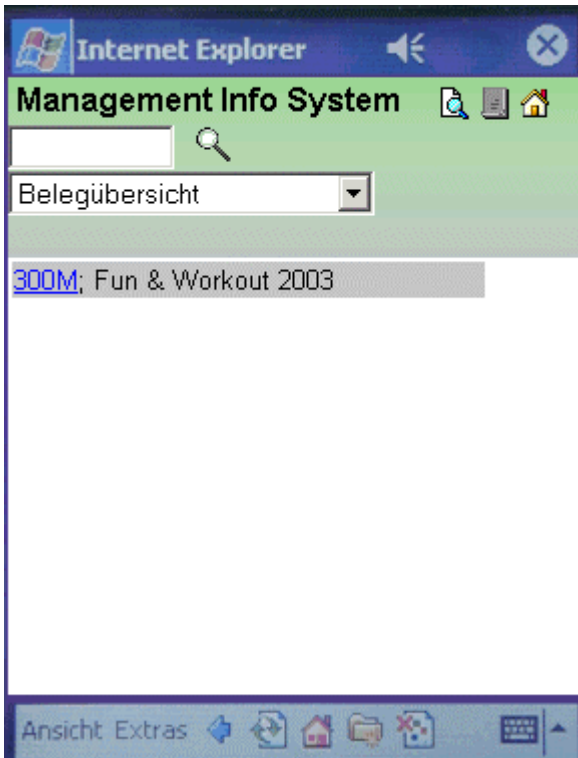 Internet Explorer
Management Info System
Belegübersicht
300M; Fun & Workout 2003
Ansicht Extras